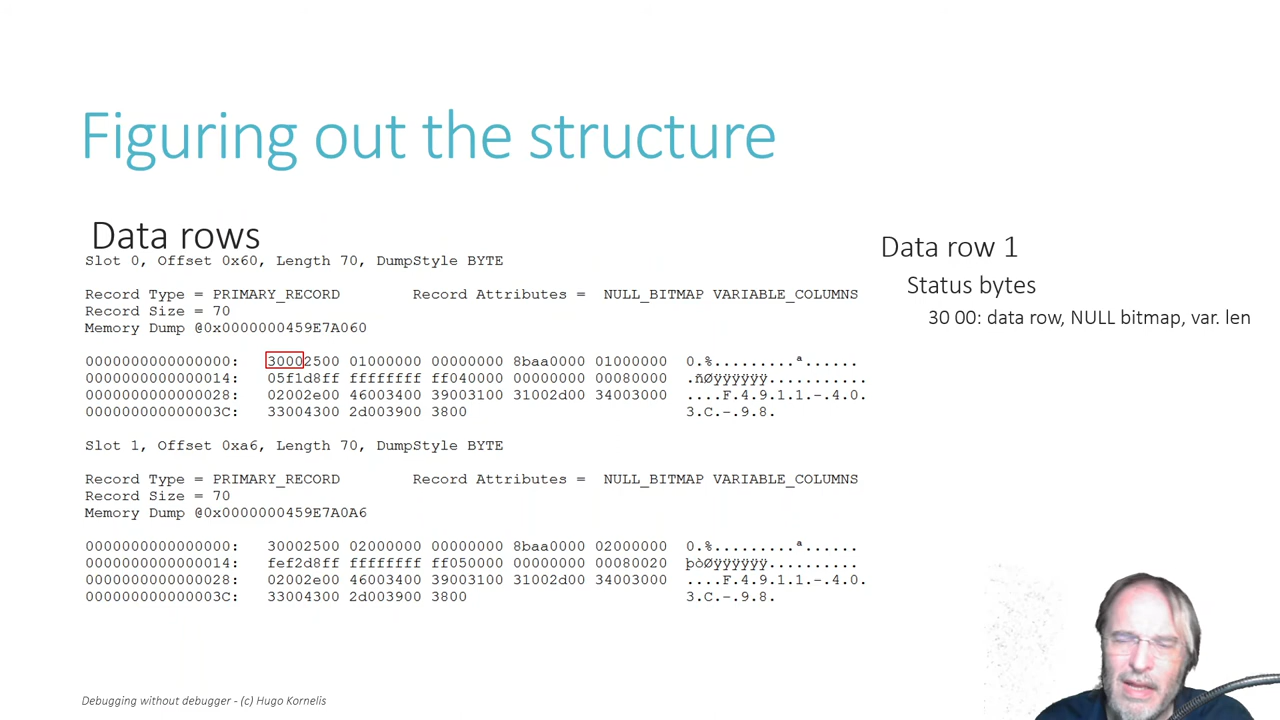 Figuring out the structure
Data rows
Slot 0, Offset 0x60, Length 70, DumpStyle BYTE
Record Type = PRIMARY_RECORD Record Attributes = NULL_BITMAP VARIABLE_COLUMNS
Record Size = 70
Memory Dump @0x0000000459E7A060
0000000000000000: 30002500 01000000 00000000 8baa0000 01000000 0.%.........ª......
0000000000000014: 05f1d8ff ffffffff ff040000 00000000 00080000 .ñØÿÿÿÿÿÿ...........
0000000000000028: 02002e00 46003400 39003100 31002d00 34003000 ....F.4.9.1.1.-.4.0.
000000000000003C: 33004300 2d003900 3800 3.C.-.9.8.
Slot 1, Offset 0xa6, Length 70, DumpStyle BYTE
Record Type = PRIMARY_RECORD Record Attributes = NULL_BITMAP VARIABLE_COLUMNS
Record Size = 70
Memory Dump @0x0000000459E7A0A6
0000000000000000: 30002500 02000000 00000000 8baa0000 02000000 0.%.........ª......
0000000000000014: fef2d8ff ffffffff ff050000 00000000 00080020 þòØÿÿÿÿÿÿ..........
0000000000000028: 02002e00 46003400 39003100 31002d00 34003000 ....F.4.9.1.1.-.4.0.
000000000000003C: 33004300 2d003900 3800 3.C.-.9.8.
Data row 1
Status bytes
30 00: data row, NULL bitmap, var. len
Debugging without debugger - (c) Hugo Kornelis